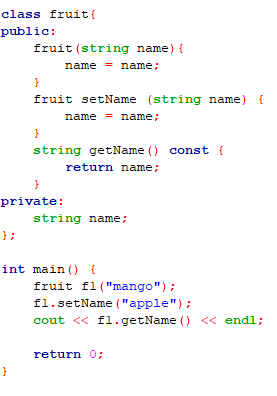 class fruit{
public:
    fruit(string name){
        name = name;
    }
    fruit setName (string name) {
        name = name;
    }
    string getName() const {
        return name;
    }
private:
    string name;
};

int main() {
    fruit f1("mango");
    f1.setName("apple");
    cout << f1.getName() << endl;

    return 0;
}